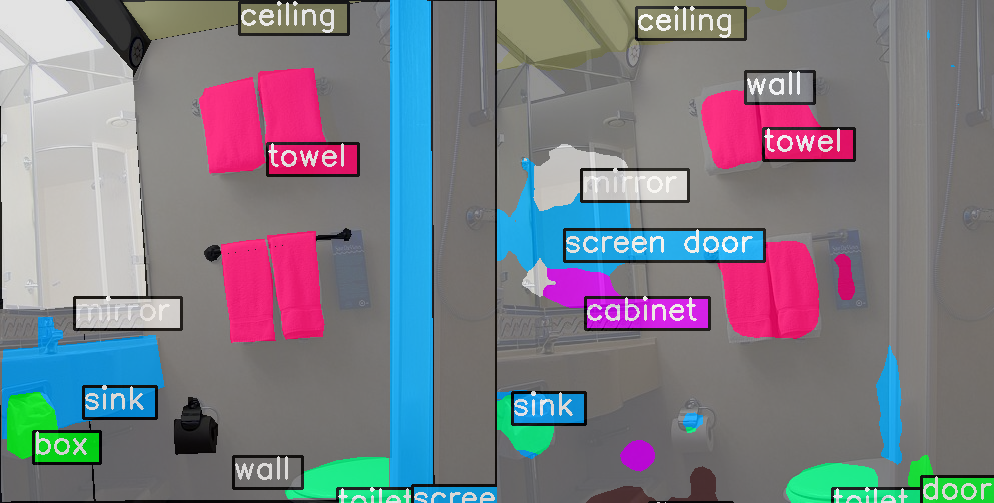 ceiling
towel
mirror
sink
box
wall
toilet
scree
ceiling
wall
towel
mirror
screen door
cabinet
sink
toilet
door